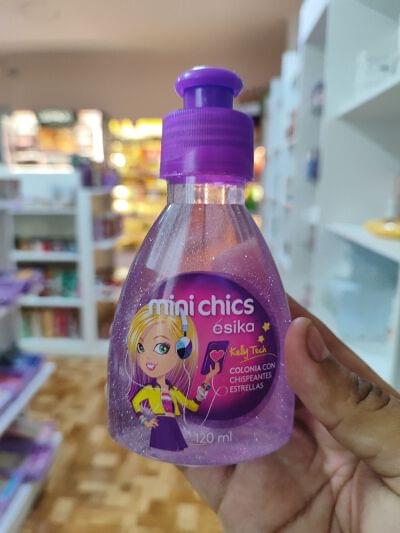 mini chics
ésika
Kelly Tech
COLONIA CON
CHISPEANTES
ESTRELLAS
120 ml